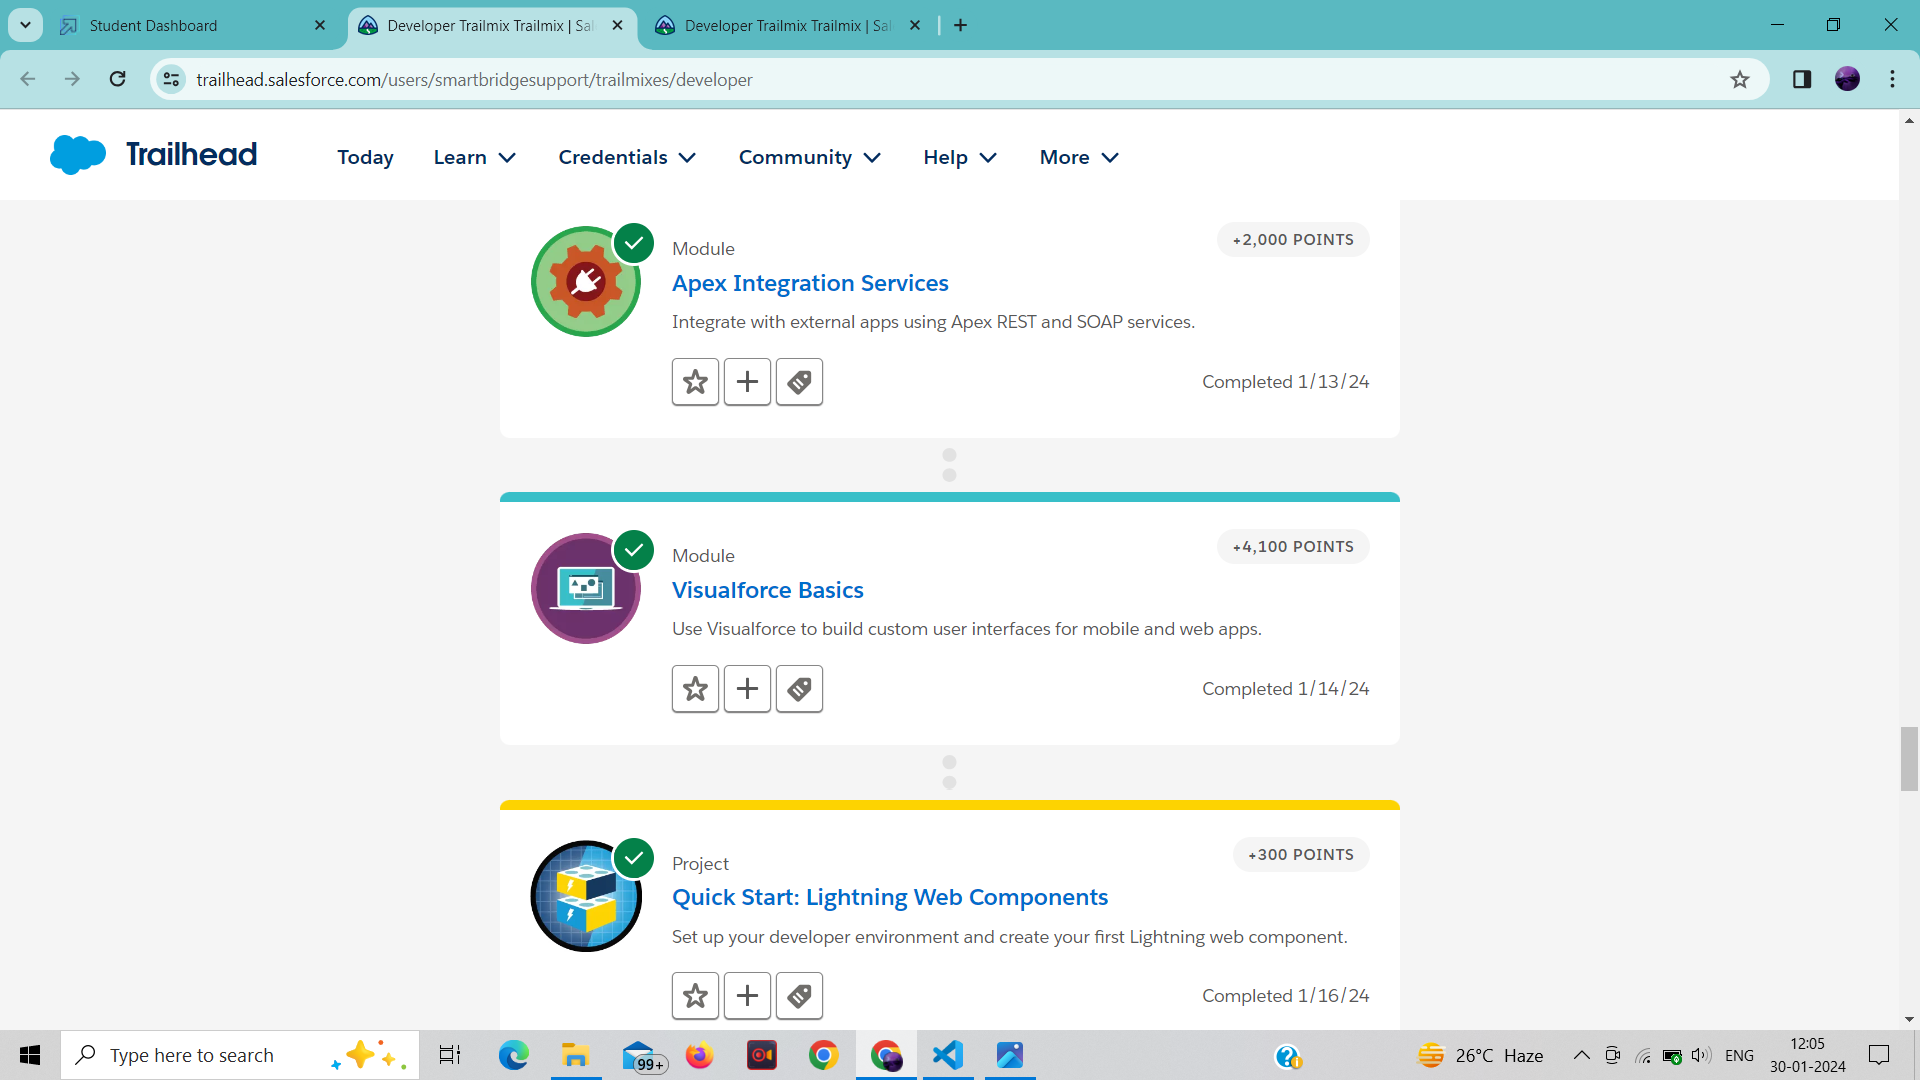 Student Dashboard
Developer Trailmix Trailmix | Sal
Developer Trailmix Trailmix | Sal
trailhead.salesforce.com/users/smartbridgesupport/trailmixes/developer
Trailhead
Today Learn Credentials Community Help More
+2,000 POINTS
Module
Apex Integration Services
Integrate with external apps using Apex REST and SOAP services.
Completed 1/13/24
+4,100 POINTS
Module
Visualforce Basics
Use Visualforce to build custom user interfaces for mobile and web apps.
Completed 1/14/24
+300 POINTS
Project
Quick Start: Lightning Web Components
Set up your developer environment and create your first Lightning web component.
Completed 1/16/24
Type here to search
99+
26°C Haze
ENG
12:05
30-01-2024